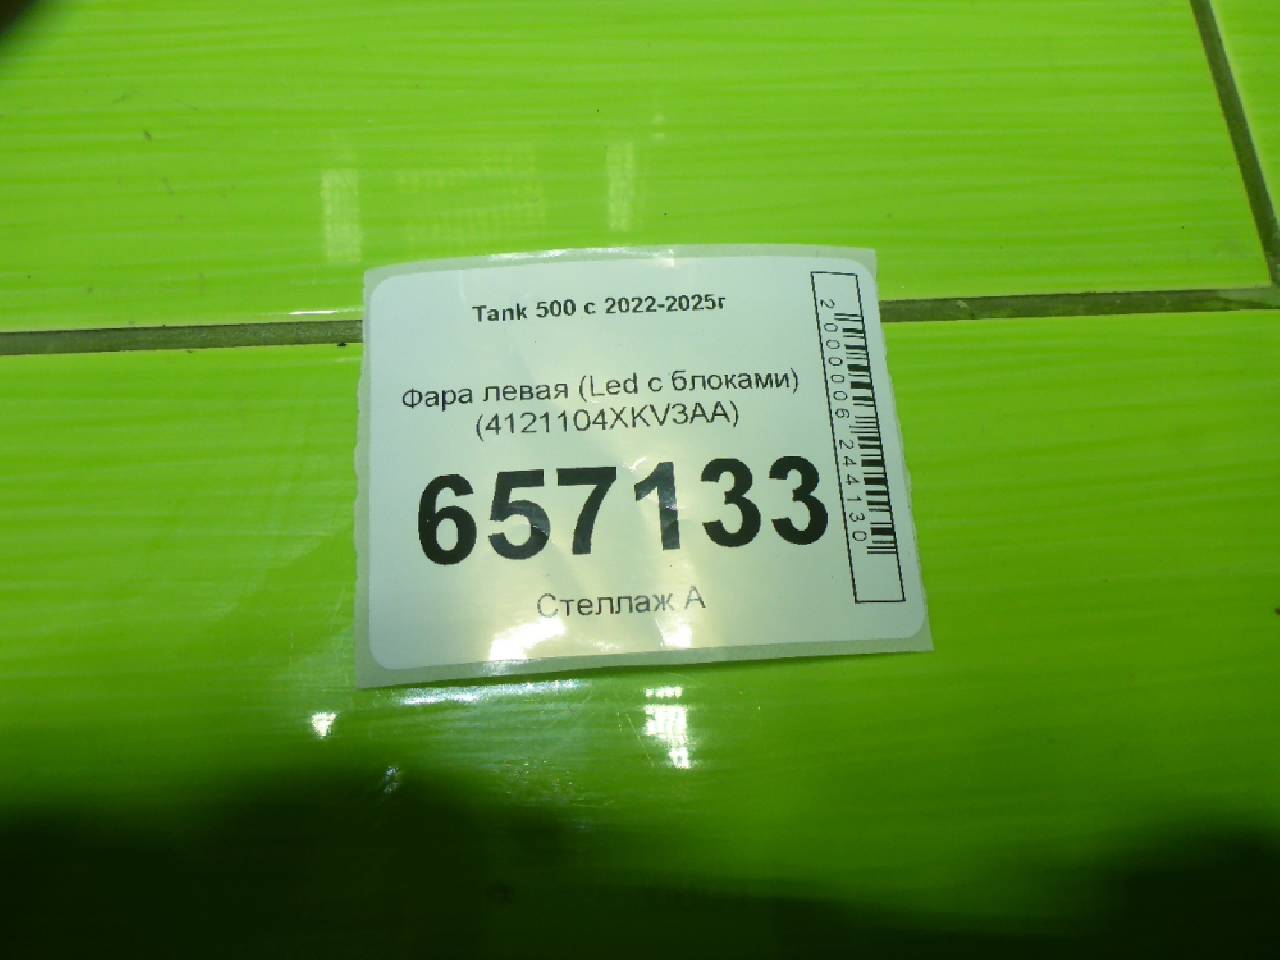 Tank 500 с 2022-2025г
Фара левая (Led с блоками)
(4121104XKV3AA)
657133
Стеллаж А
2000006244130